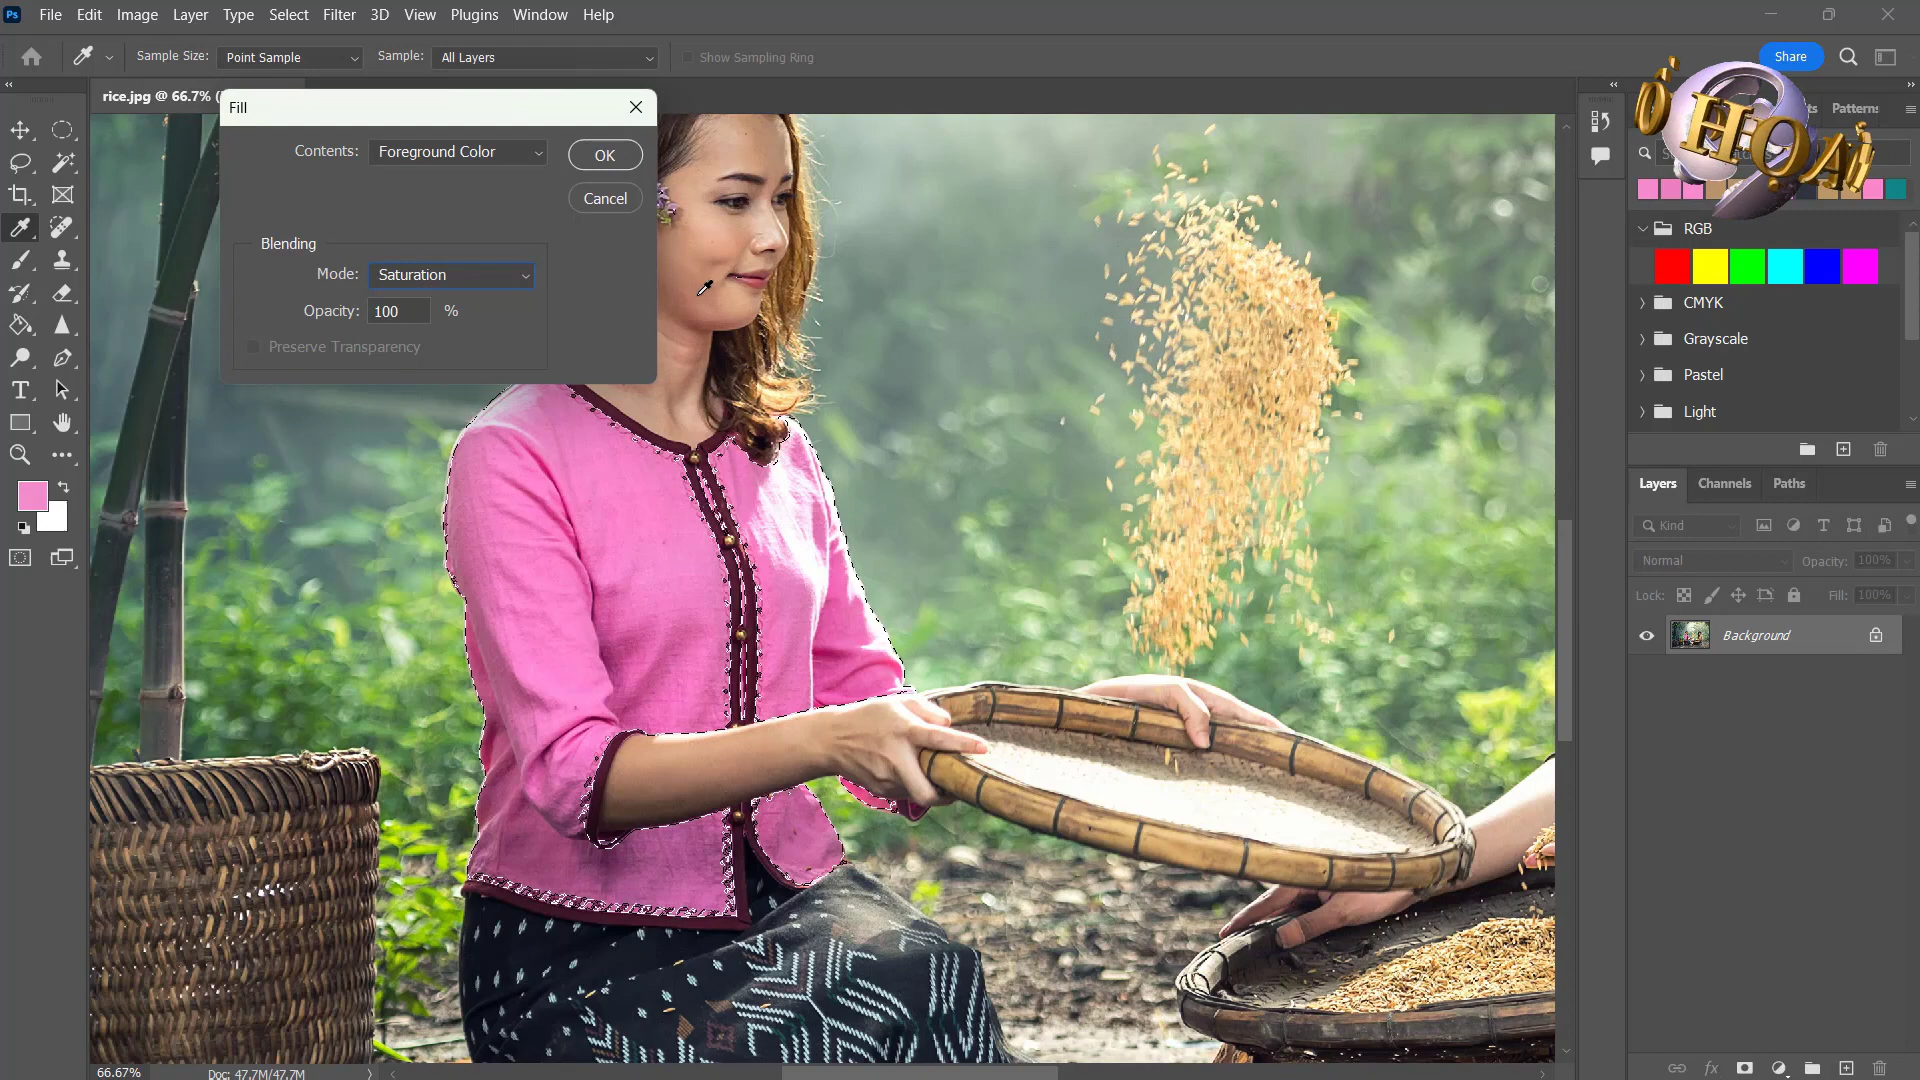 Ps File Edit Image Layer Type Select Filter 3D View Plugins Window Help
Sample Size: Point Sample Sample: All Layers Show Sampling Ring Share
rice.jpg @ 66.7% (
Patterns
Fill
Contents: Foreground Color OK
Cancel
Blending
Mode: Saturation
Opacity: 100 %
Preserve Transparency
HOẠi
RGB
CMYK
Grayscale
Pastel
Light
Layers Channels Paths
Kind
Normal Opacity: 100%
Lock: Fill: 100%
Background
66.67% Doc: 47.7M/47.7M